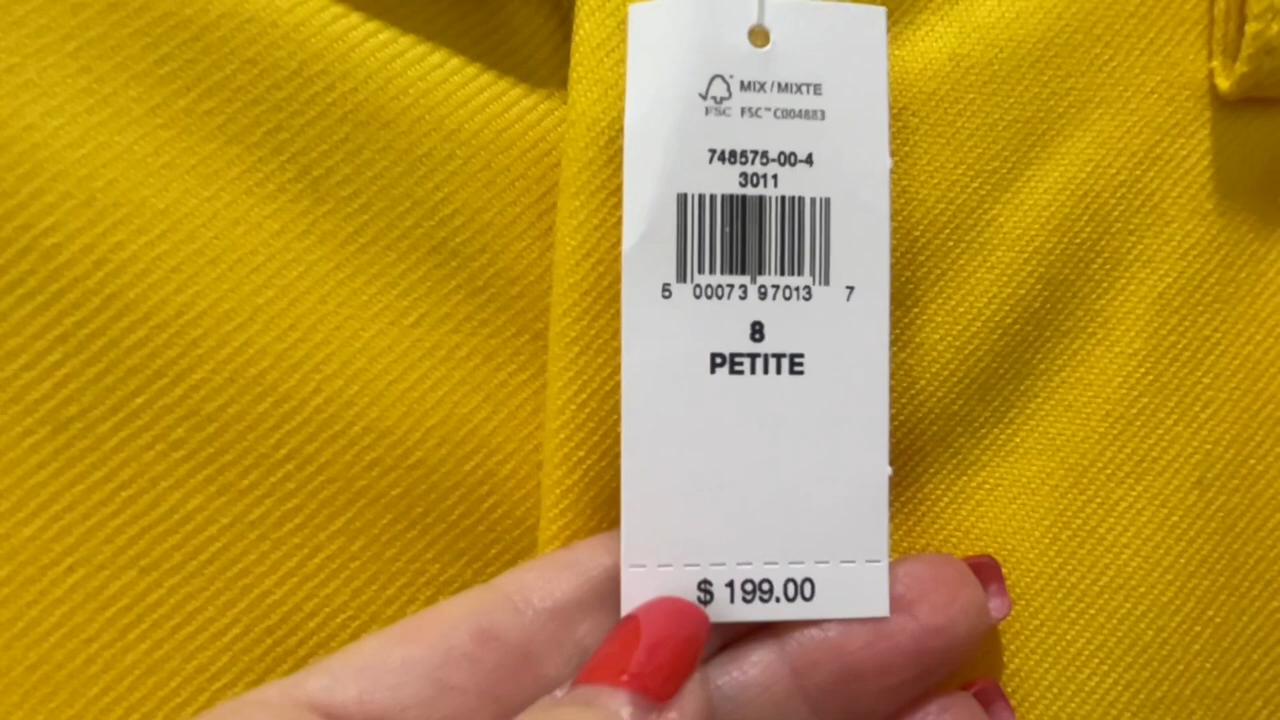 MIX / MIXTE
FSC FSC™ C004883
748575-00-4
3011
5 00073 97013 7
8
PETITE
$ 199.00